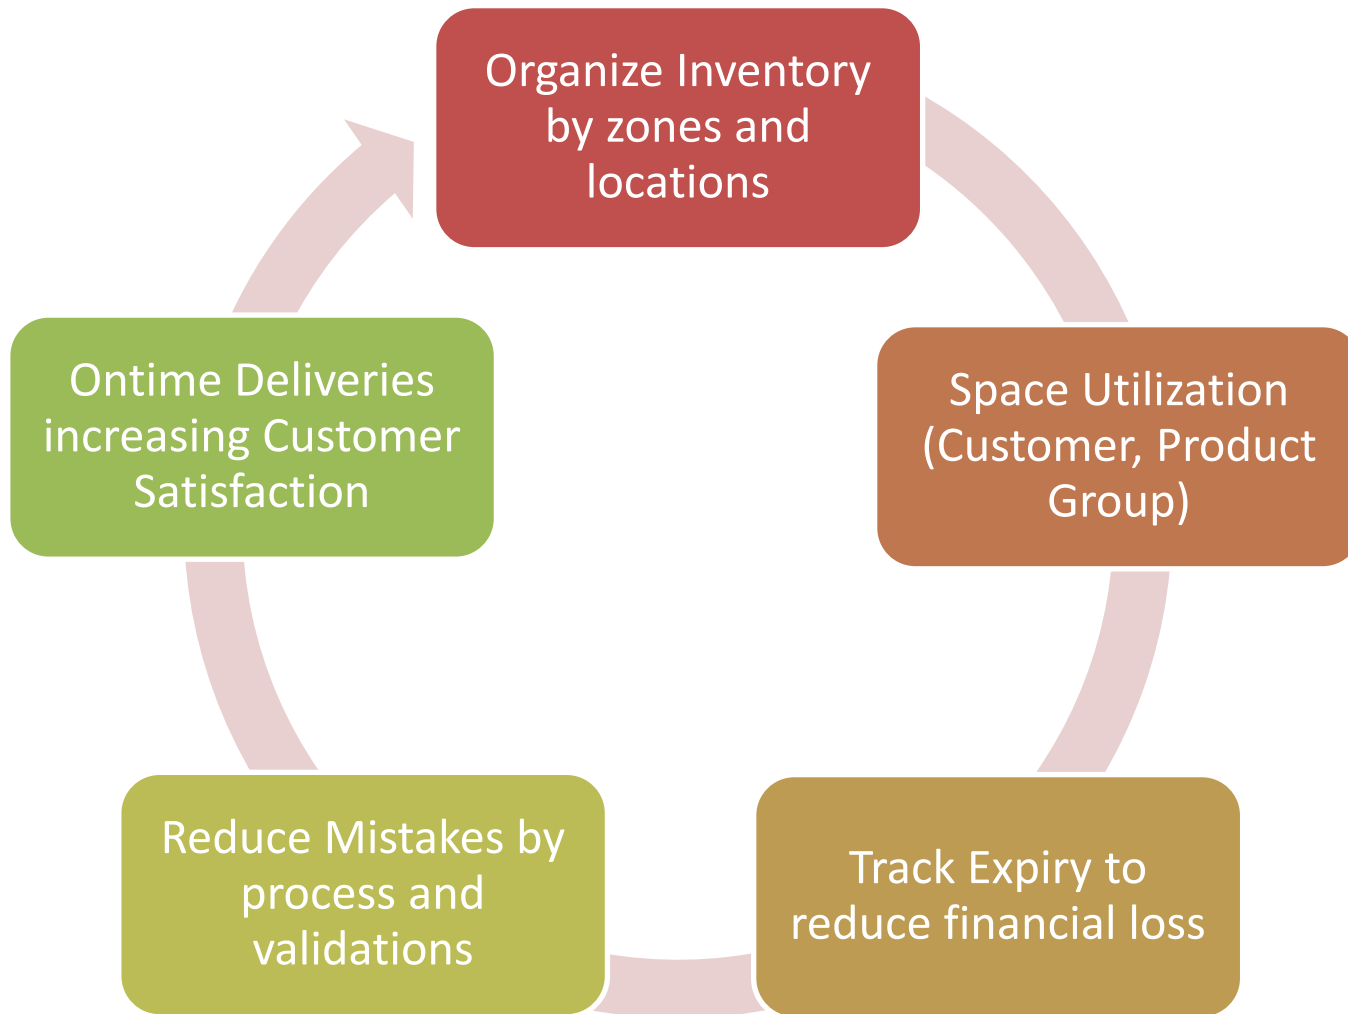 Organize Inventory
by zones and
locations
Space Utilization
(Customer, Product
Group)
Track Expiry to
reduce financial loss
Reduce Mistakes by
process and
validations
Ontime Deliveries
increasing Customer
Satisfaction